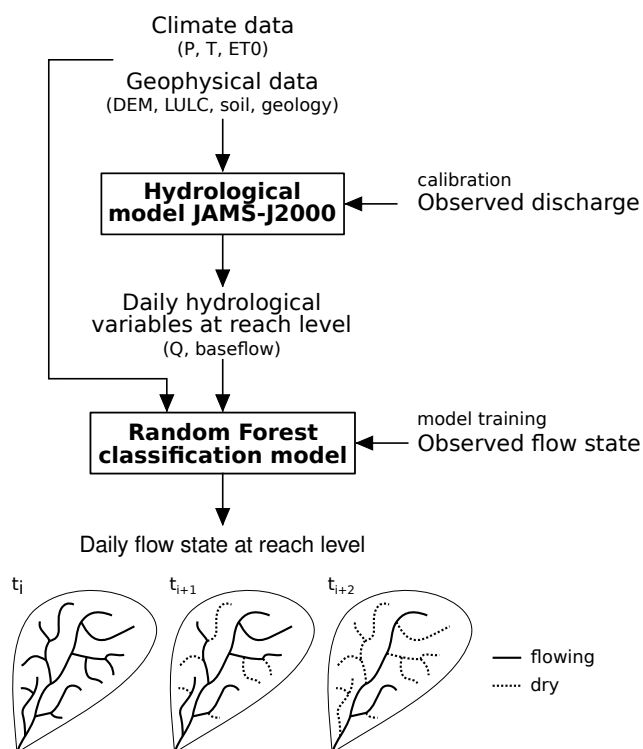 Climate data
(P, T, ET0)
Geophysical data
(DEM, LULC, soil, geology)
Hydrological
model JAMS-J2000
calibration
Observed discharge
Daily hydrological
variables at reach level
(Q, baseflow)
Random Forest
classification model
model training
Observed flow state
Daily flow state at reach level
ti
ti+1
ti+2
flowing
dry